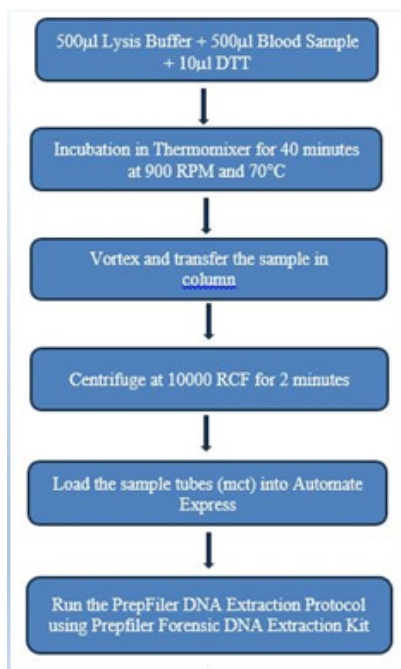 500µl Lysis Buffer + 500µl Blood Sample
+ 10µl DTT
Incubation in Thermomixer for 40 minutes
at 900 RPM and 70°C
Vortex and transfer the sample in
column
Centrifuge at 10000 RCF for 2 minutes
Load the sample tubes (mct) into Automate
Express
Run the PrepFiler DNA Extraction Protocol
using Prepfiler Forensic DNA Extraction Kit